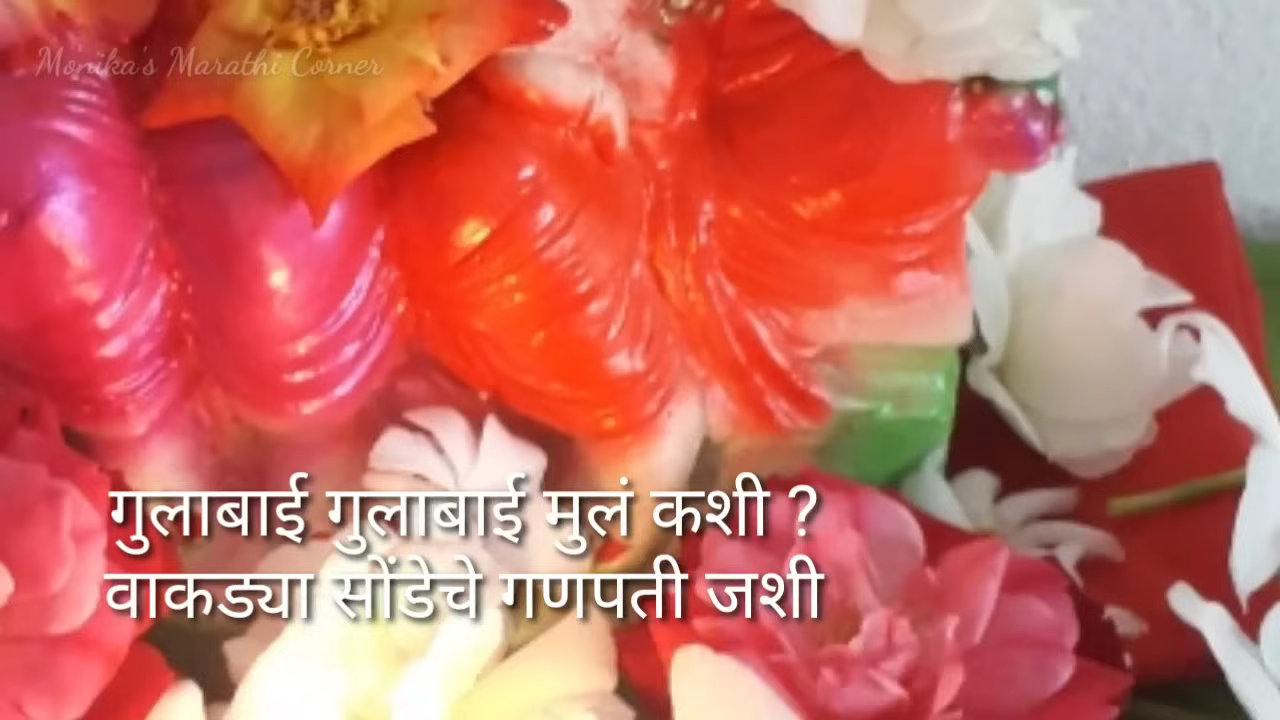 Monika's Marathi Corner
गुलाबाई गुलाबाई मुलं कशी ?
वाकड्या सोंडेचे गणपती जशी